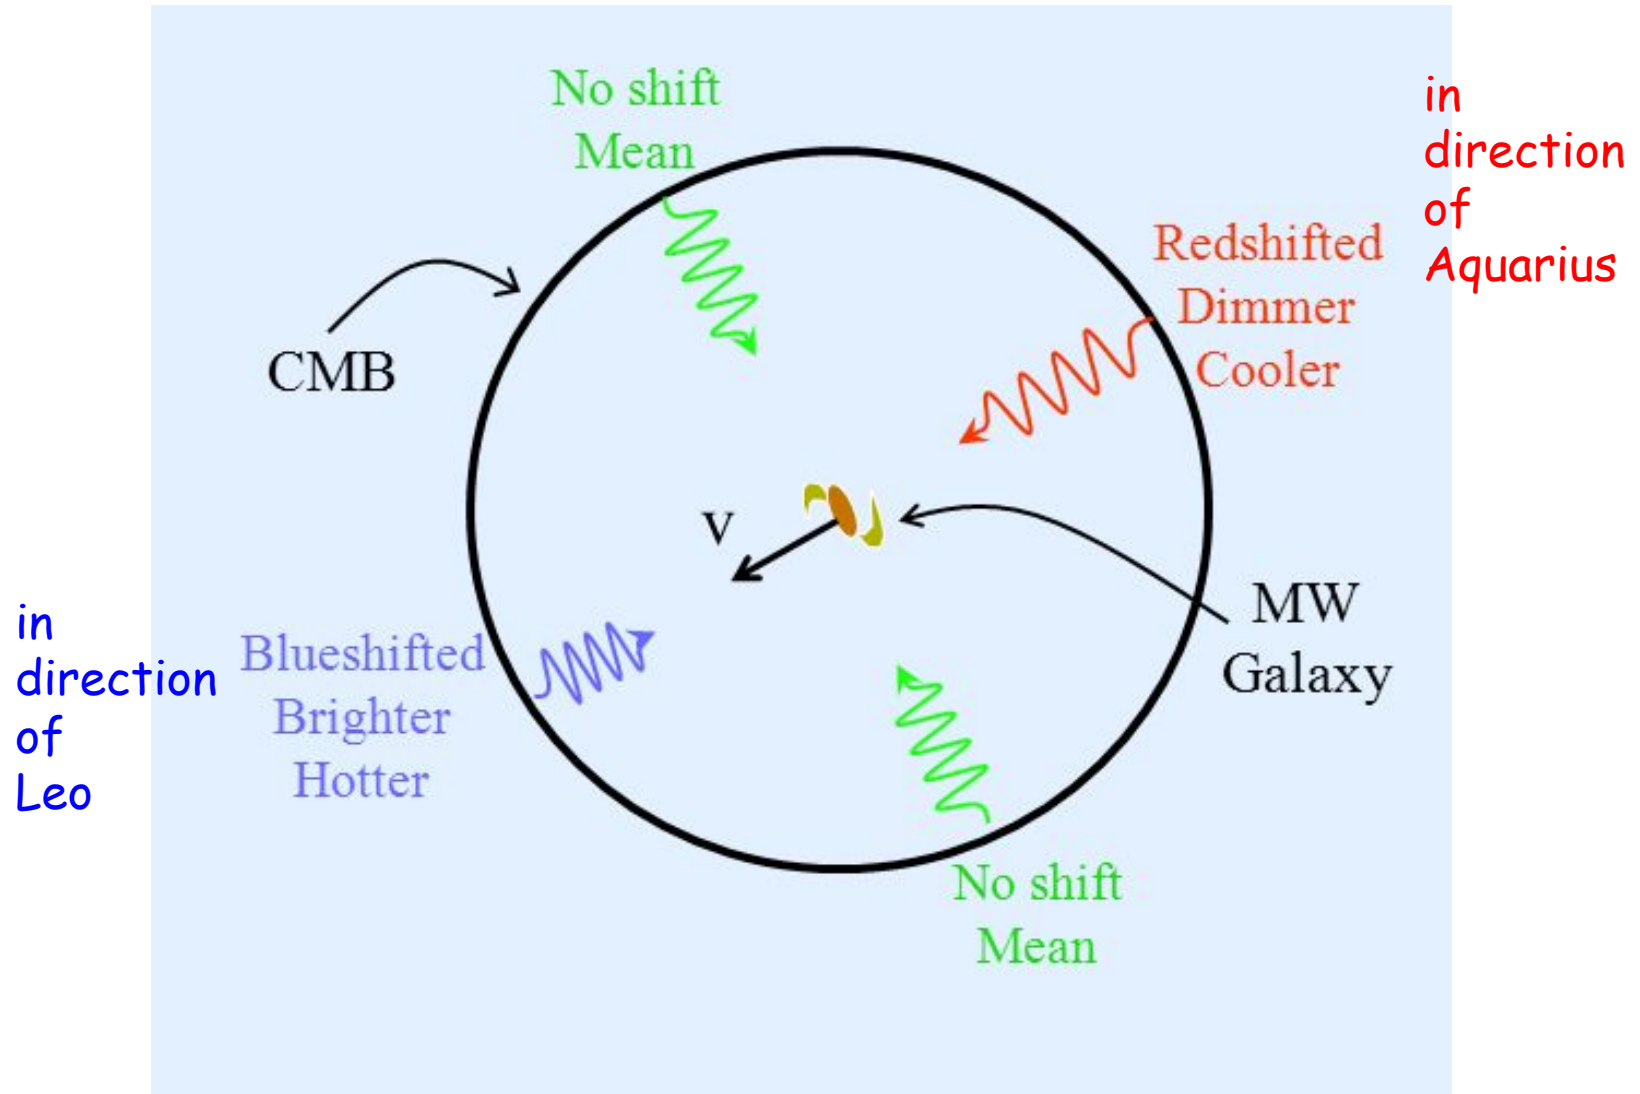 No shift
Mean
in
direction
of
Aquarius
Redshifted
Dimmer
Cooler
CMB
v
MW
Galaxy
in
direction
of
Leo
Blueshifted
Brighter
Hotter
No shift
Mean